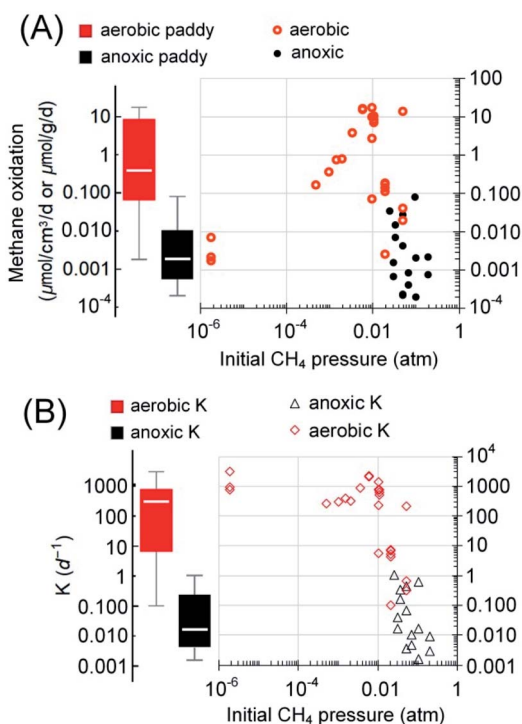 (A)
aerobic paddy
aerobic
anoxic paddy
anoxic
Methane oxidation
(μmol/cm³/d or μmol/g/d)
10
1
0.100
0.010
0.001
10⁻⁴
100
10
1
0.100
0.010
0.001
10⁻⁴
10⁻⁶
10⁻⁴
0.01
1
Initial CH₄ pressure (atm)
(B)
aerobic K
anoxic K
anoxic K
aerobic K
K (d⁻¹)
1000
100
10
1
0.100
0.010
0.001
10⁴
1000
100
10
1
0.100
0.010
0.001
10⁻⁶
10⁻⁴
0.01
1
Initial CH₄ pressure (atm)